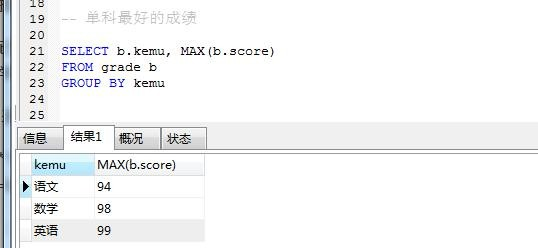 18
19 -- 单科最好的成绩
20
21 SELECT b.kemu, MAX(b.score)
22 FROM grade b
23 GROUP BY kemu
24
25
信息 结果1 概况 状态
kemu MAX(b.score)
语文 94
数学 98
英语 99